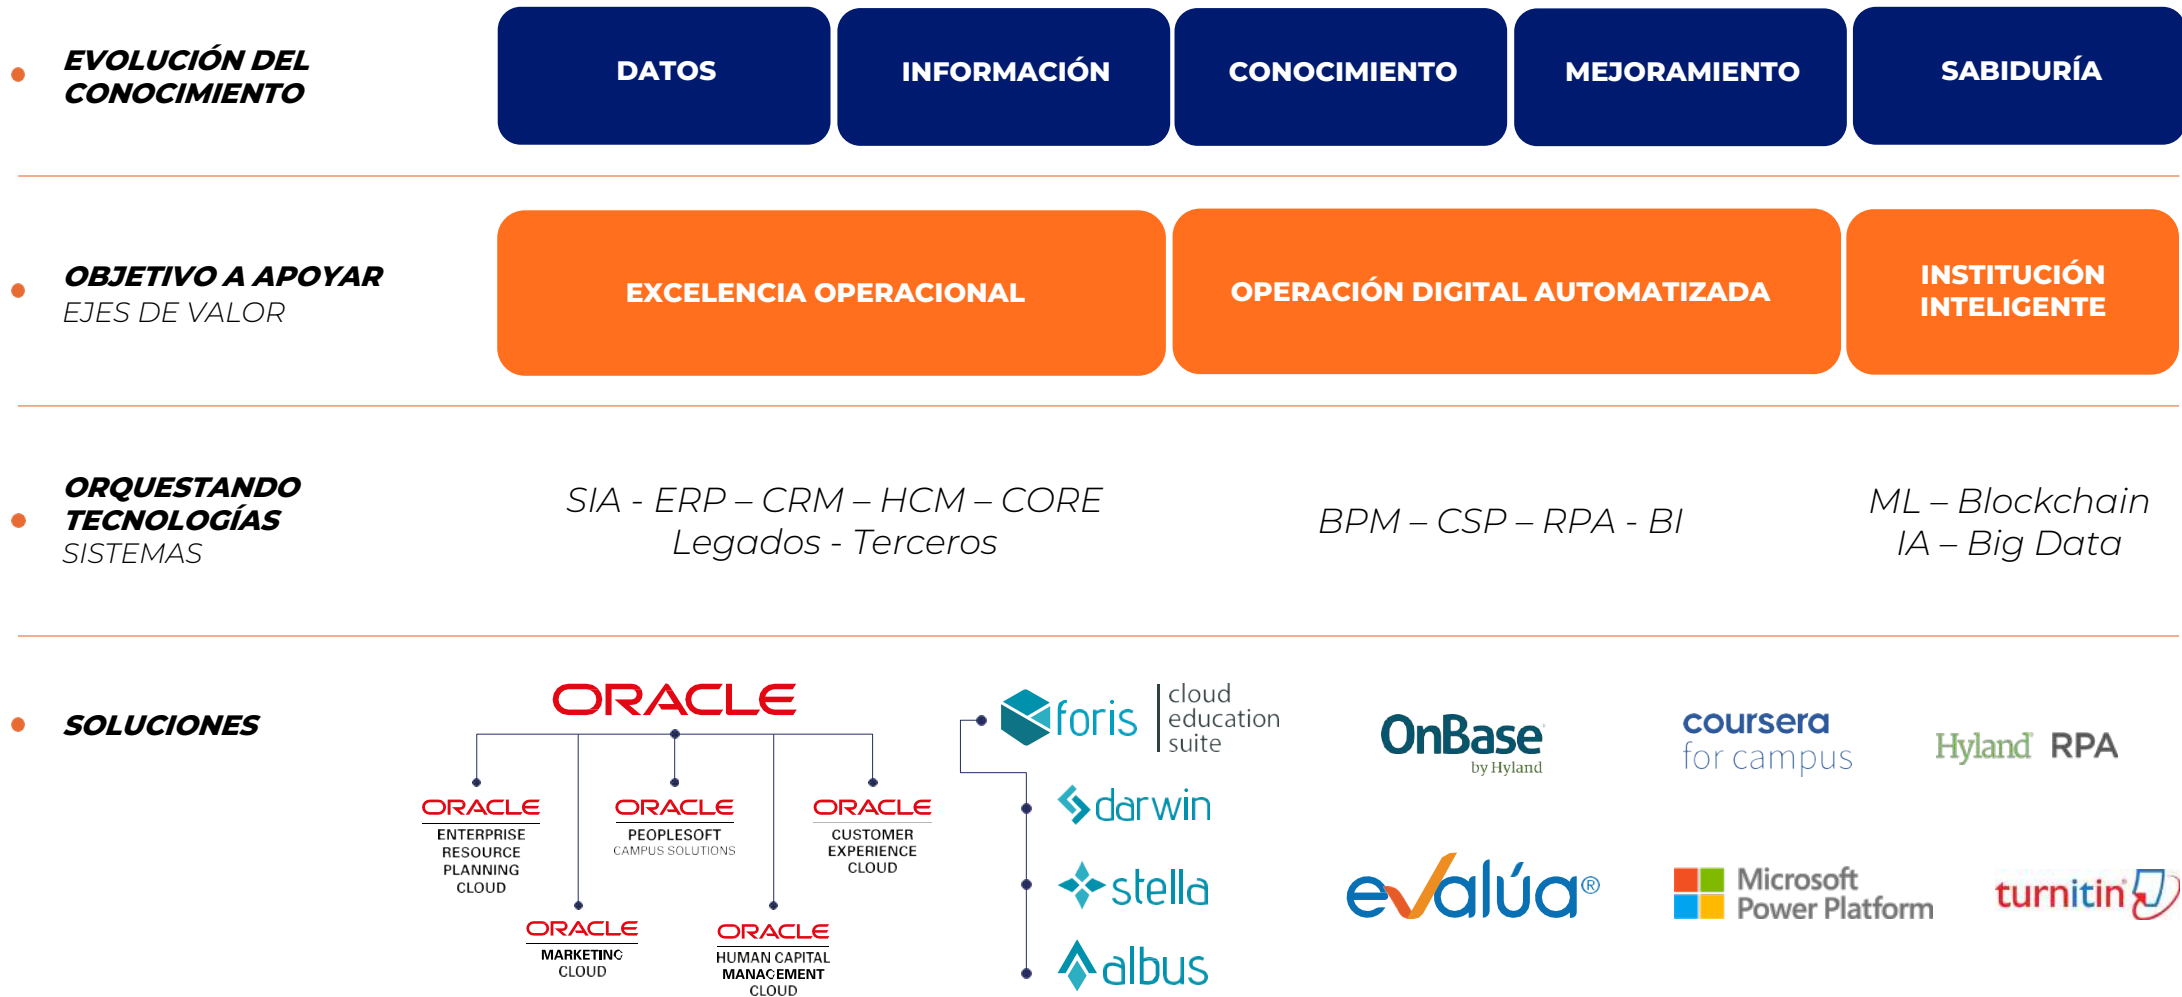 EVOLUCIÓN DEL
CONOCIMIENTO
DATOS
INFORMACIÓN
CONOCIMIENTO
MEJORAMIENTO
SABIDURÍA
OBJETIVO A APOYAR
EJES DE VALOR
EXCELENCIA OPERACIONAL
OPERACIÓN DIGITAL AUTOMATIZADA
INSTITUCIÓN
INTELIGENTE
ORQUESTANDO
TECNOLOGÍAS
SISTEMAS
SIA - ERP – CRM – HCM – CORE
Legados - Terceros
BPM – CSP – RPA - BI
ML – Blockchain
IA – Big Data
SOLUCIONES
ORACLE
ORACLE
ENTERPRISE
RESOURCE
PLANNING
CLOUD
ORACLE
MARKETING
CLOUD
ORACLE
PEOPLESOFT
CAMPUS SOLUTIONS
ORACLE
HUMAN CAPITAL
MANAGEMENT
CLOUD
ORACLE
CUSTOMER
EXPERIENCE
CLOUD
foris
cloud
education
suite
darwin
stella
albus
OnBase
by Hyland
coursera
for campus
Hyland RPA
evalúa®
Microsoft
Power Platform
turnitin